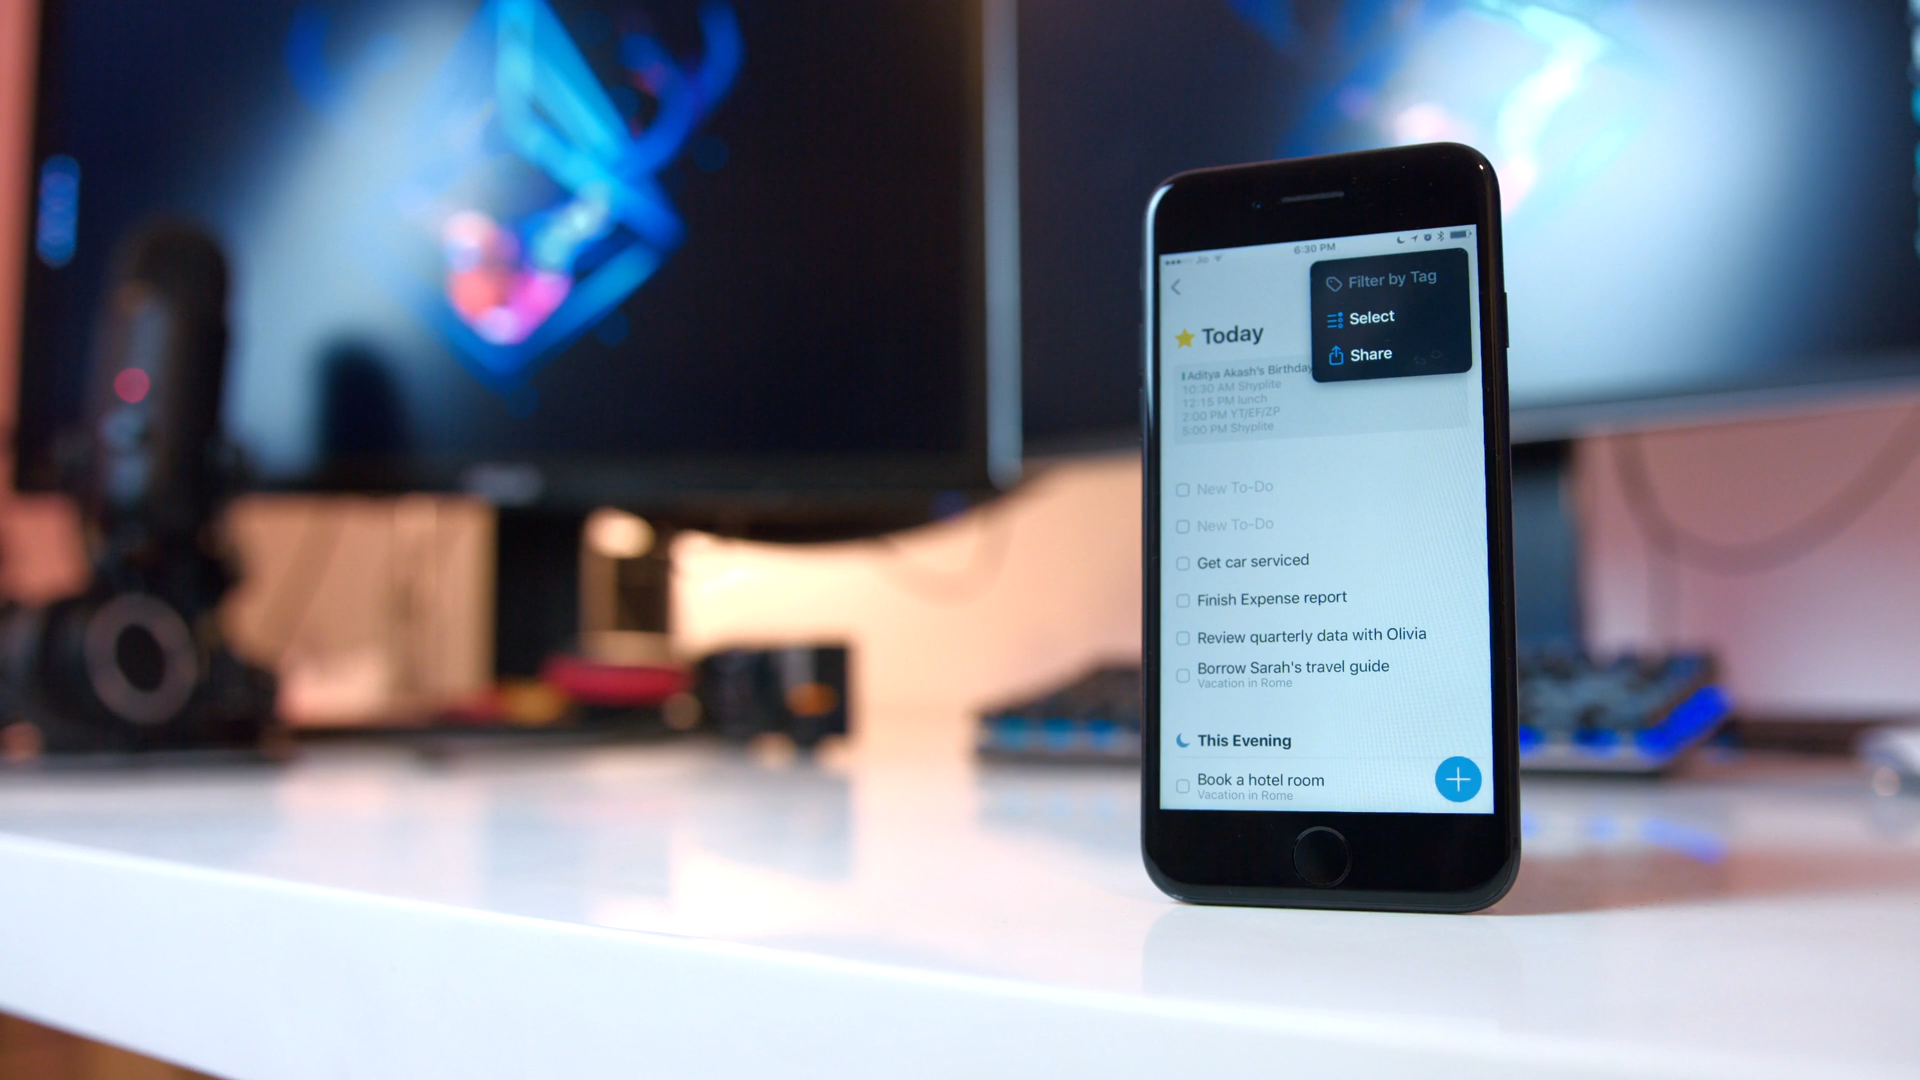 Jio
6:30 PM
Filter by Tag
Select
Share
Today
Aditya Akash's Birthday
10:30 AM Shyplite
12:15 PM lunch
2:00 PM YT/EF/ZP
5:00 PM Shyplite
New To-Do
New To-Do
Get car serviced
Finish Expense report
Review quarterly data with Olivia
Borrow Sarah's travel guide
Vacation in Rome
This Evening
Book a hotel room
Vacation in Rome